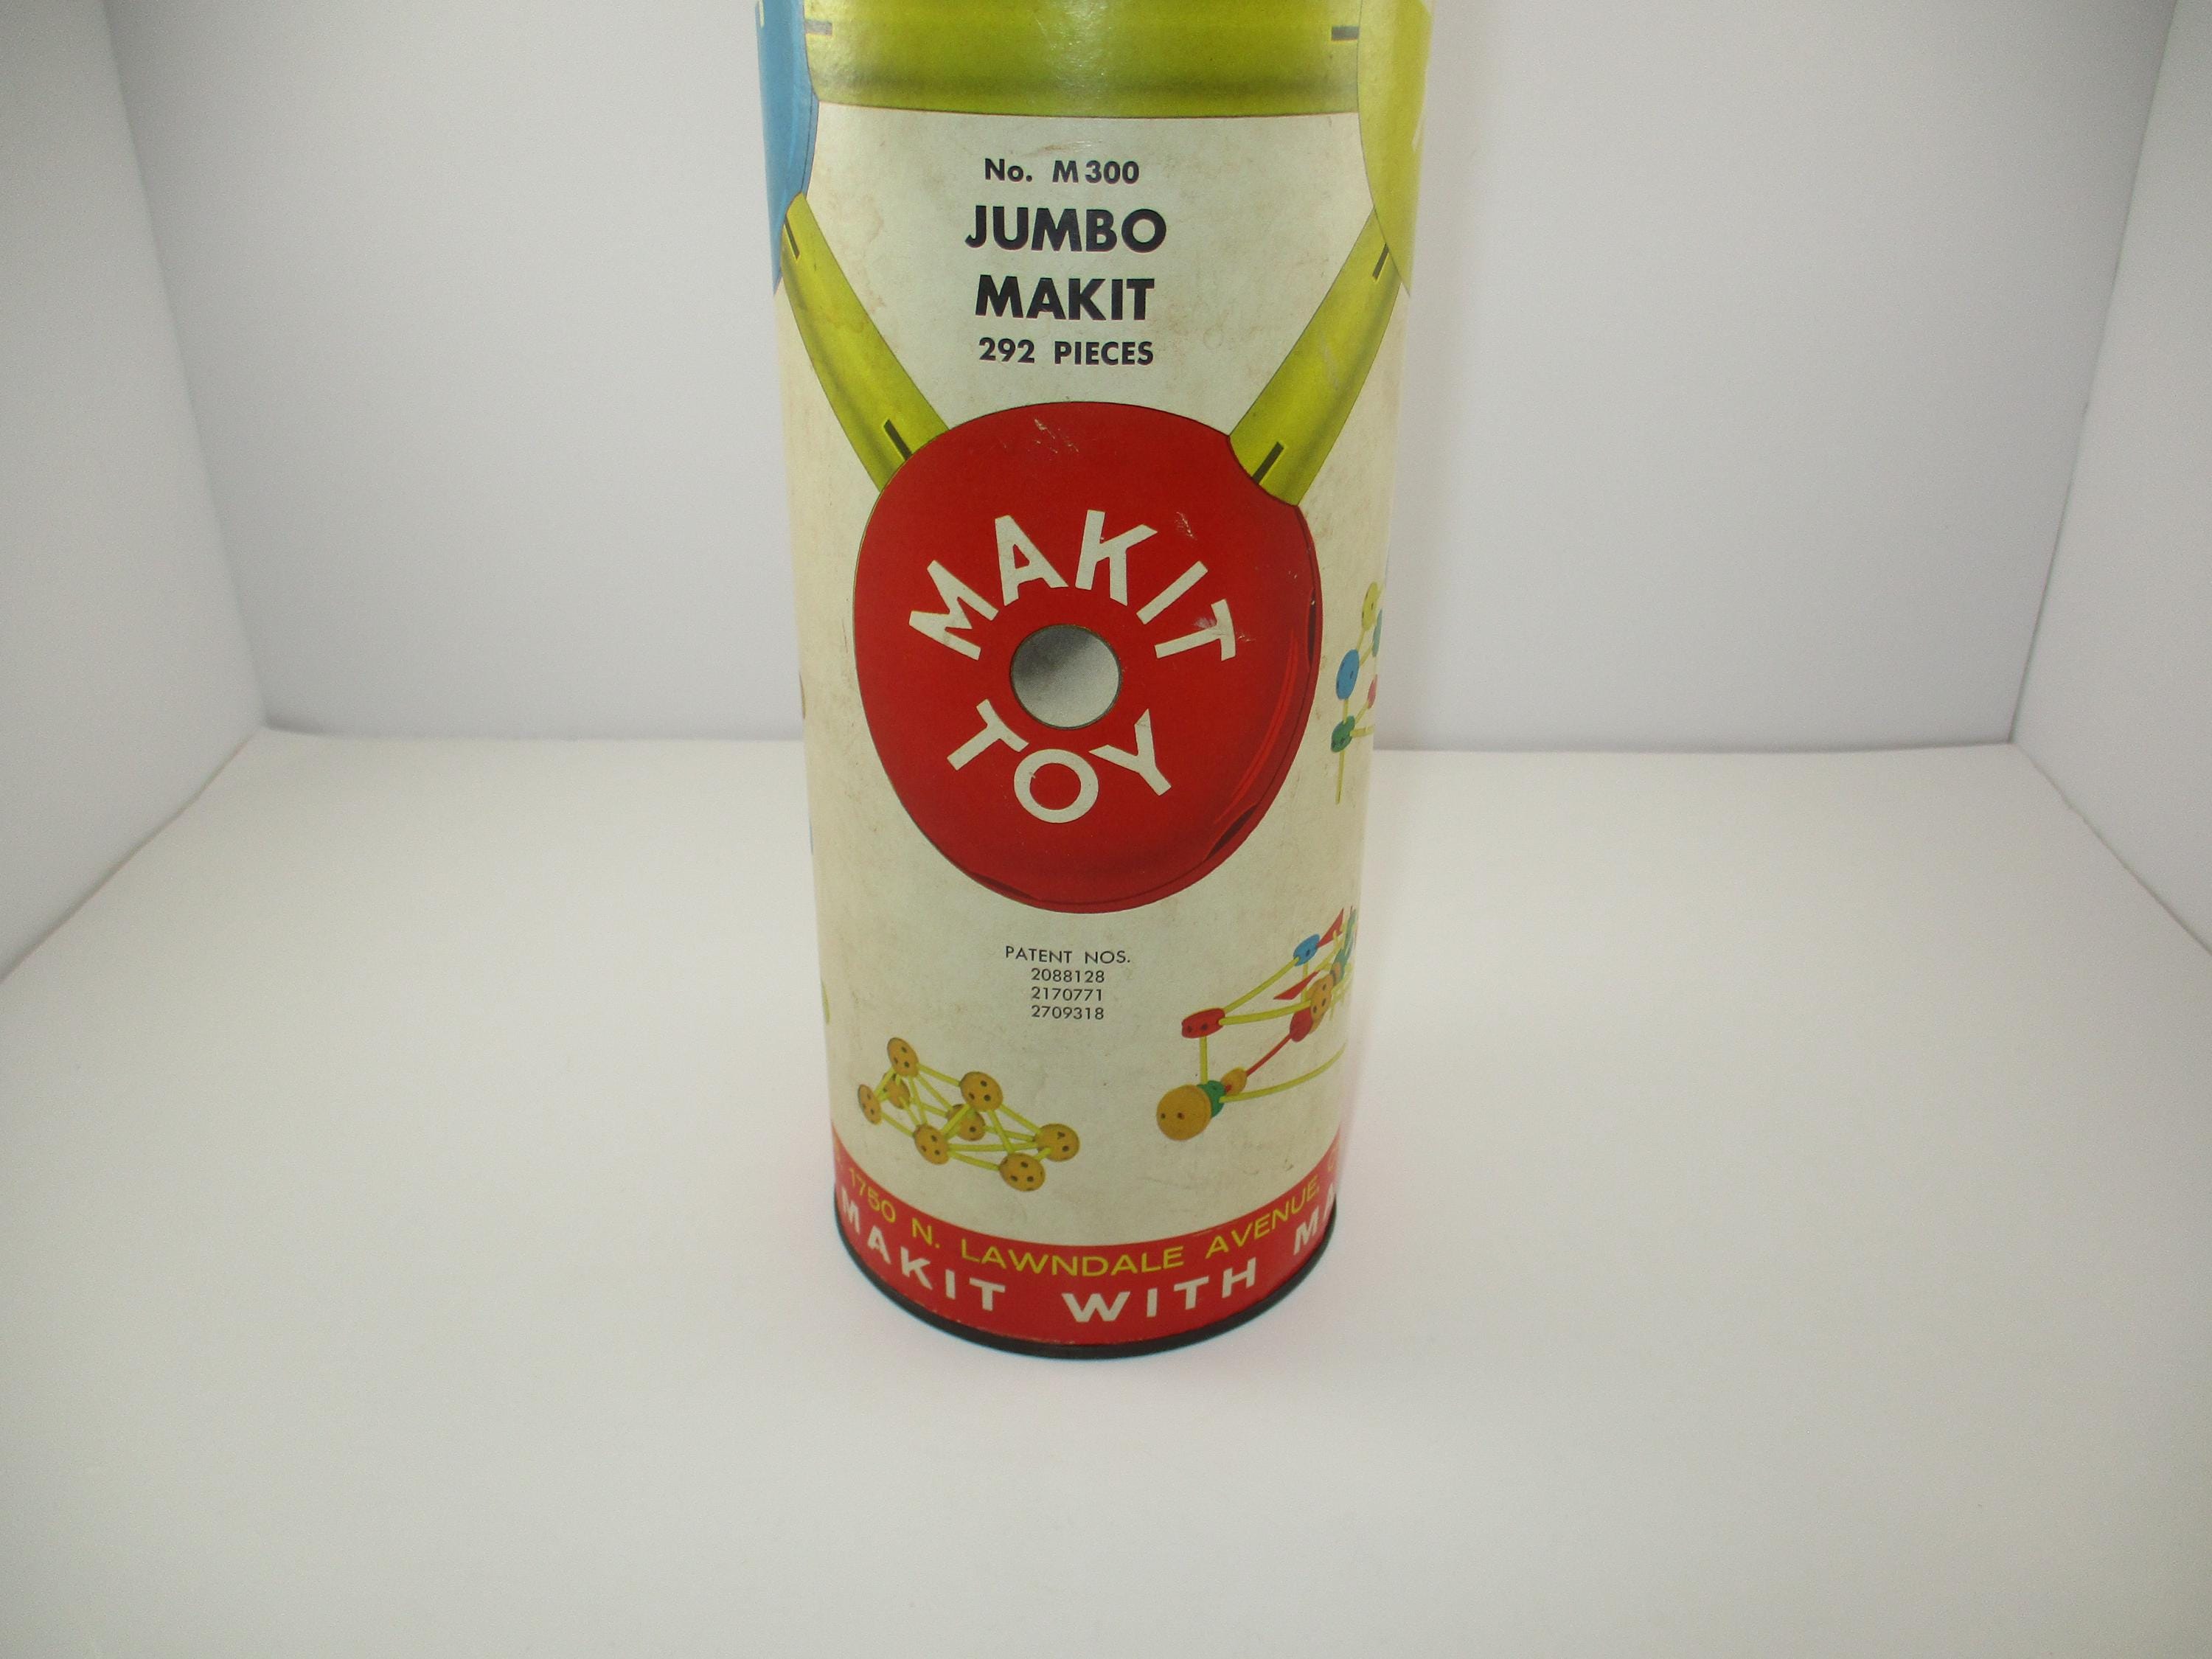 No. M300
JUMBO
MAKIT
292 PIECES
MAKIT
TOY
PATENT NOS.
2088128
2170771
2709318
1750 N. LAWNDALE AVENUE
MAKIT WITH